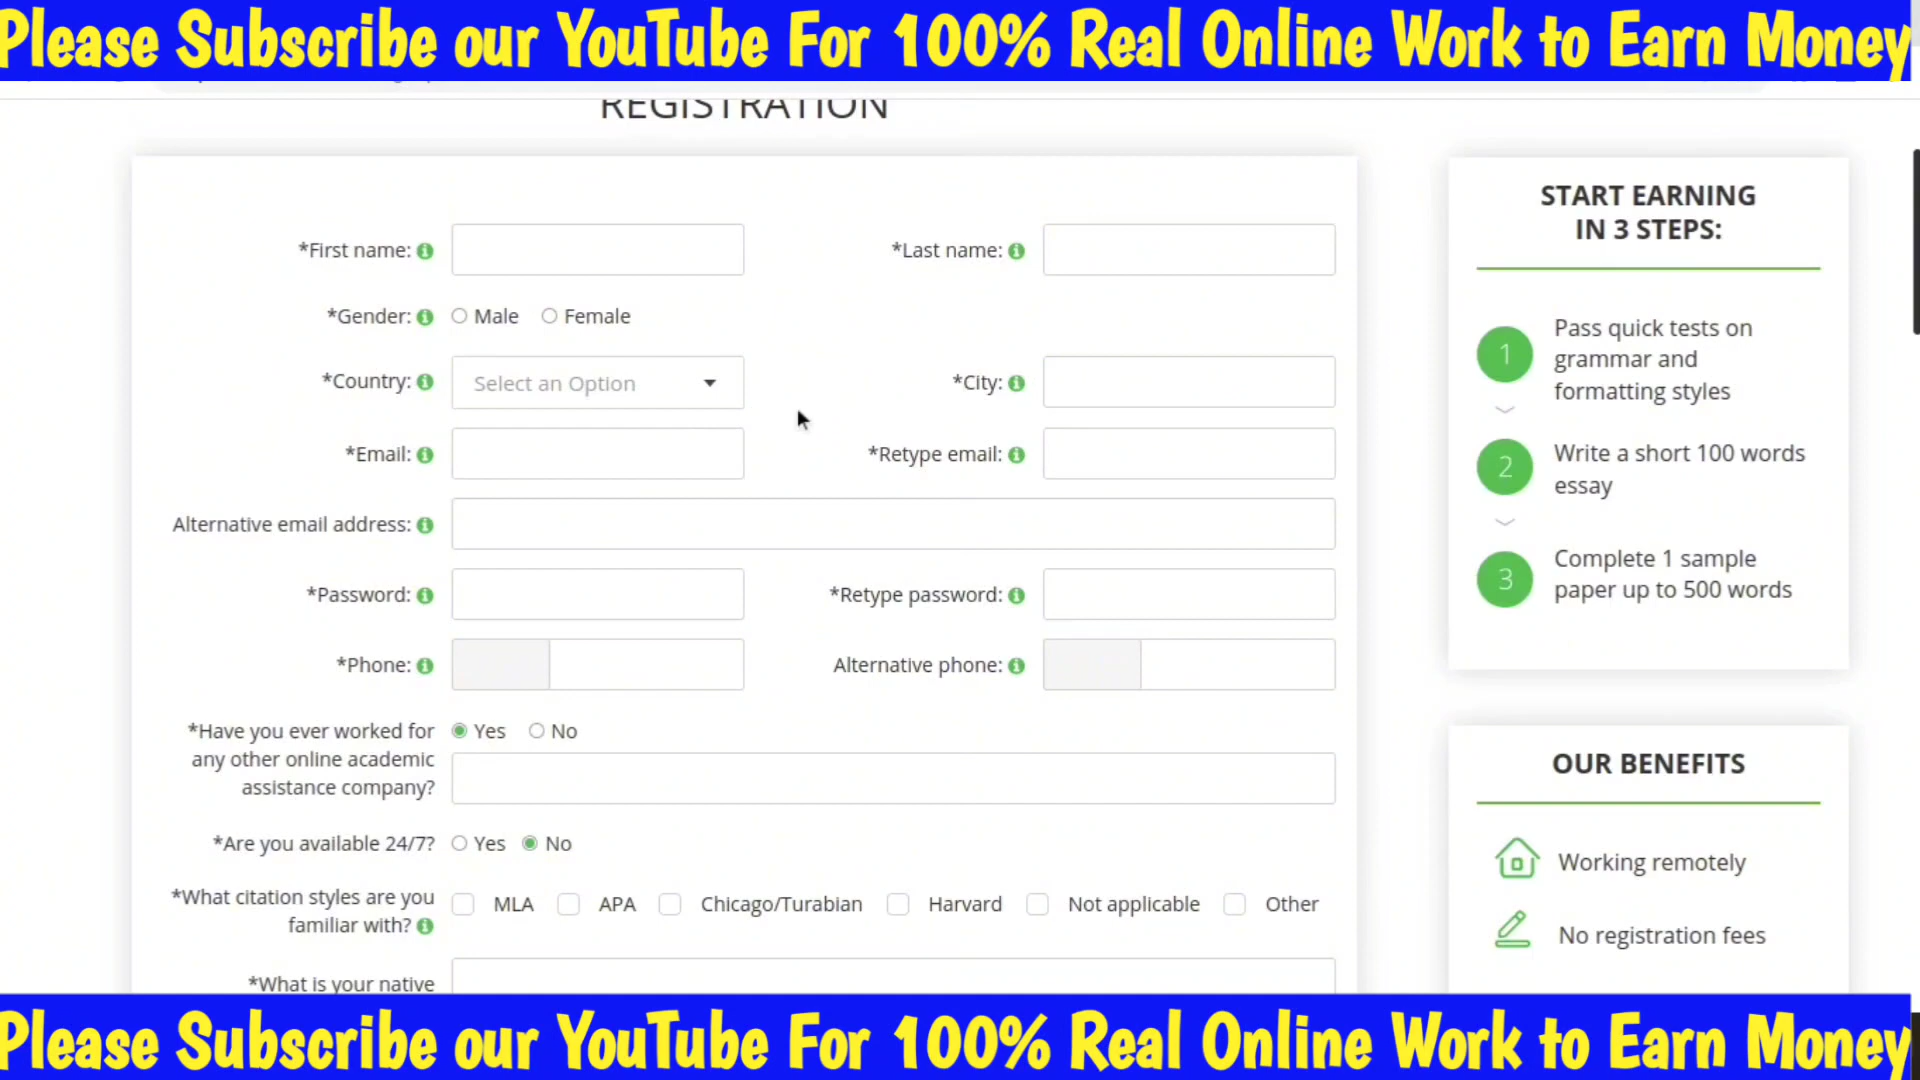 Please Subscribe our YouTube For 100% Real Online Work to Earn Money
REGISTRATION
*First name:
*Last name:
*Gender: Male Female
*Country: Select an Option
*City:
*Email:
*Retype email:
Alternative email address:
*Password:
*Retype password:
*Phone:
Alternative phone:
*Have you ever worked for
any other online academic
assistance company?
Yes No
*Are you available 24/7? Yes No
*What citation styles are you
familiar with?
MLA APA Chicago/Turabian Harvard Not applicable Other
*What is your native
START EARNING
IN 3 STEPS:
1
Pass quick tests on
grammar and
formatting styles
2
Write a short 100 words
essay
3
Complete 1 sample
paper up to 500 words
OUR BENEFITS
Working remotely
No registration fees
Please Subscribe our YouTube For 100% Real Online Work to Earn Money